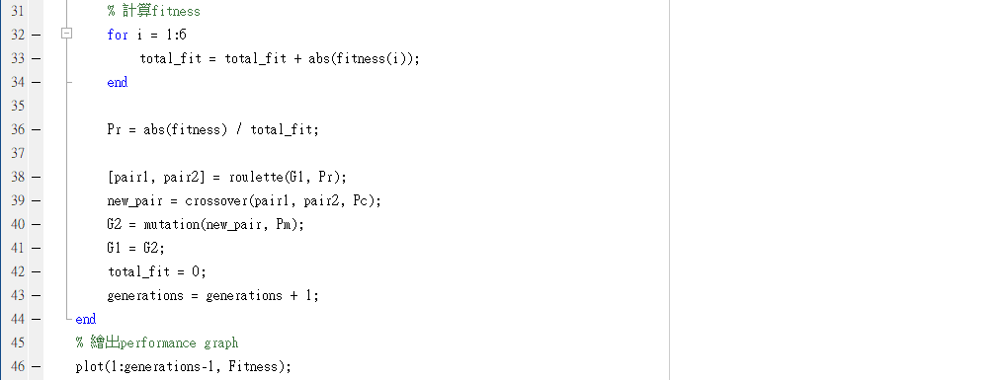 31 % 計算fitness
32 for i = 1:6
33 total_fit = total_fit + abs(fitness(i));
34 end
35
36 Pr = abs(fitness) / total_fit;
37
38 [pair1, pair2] = roulette(G1, Pr);
39 new_pair = crossover(pair1, pair2, Pc);
40 G2 = mutation(new_pair, Pm);
41 G1 = G2;
42 total_fit = 0;
43 generations = generations + 1;
44 end
45 % 繪出performance graph
46 plot(1:generations-1, Fitness);